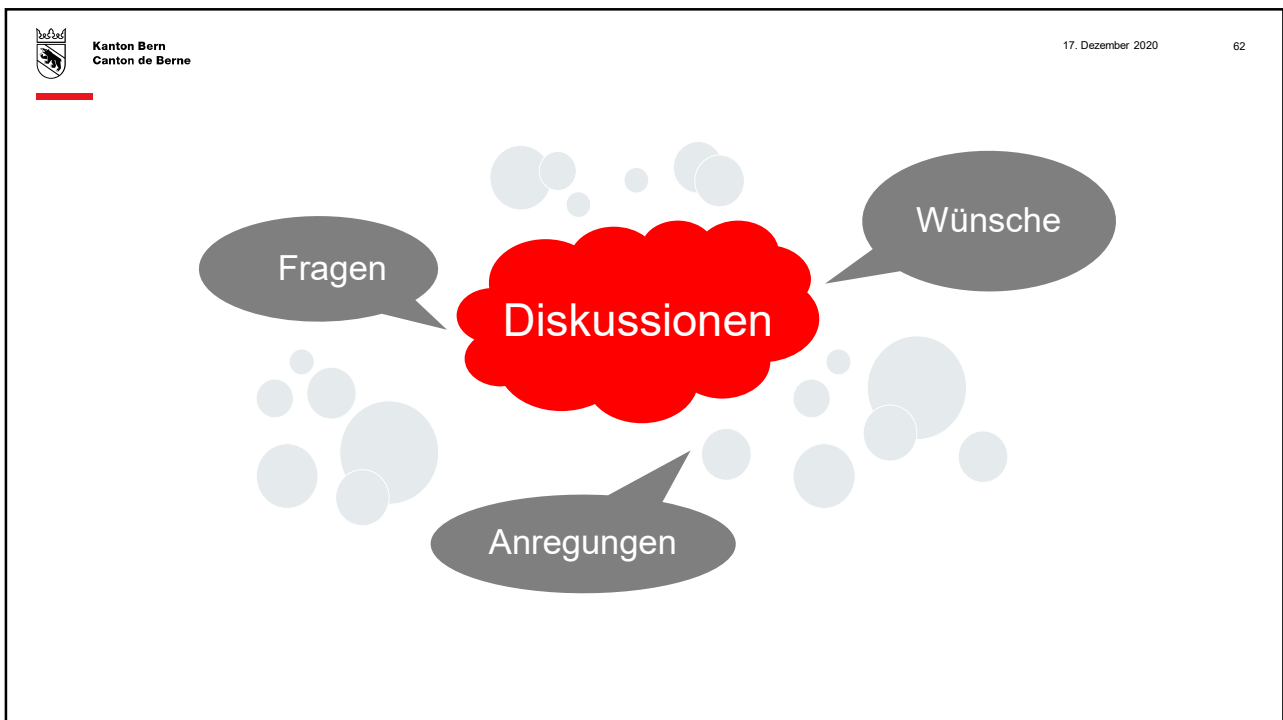 Kanton Bern
Canton de Berne
17. Dezember 2020
62
Wünsche
Fragen
Diskussionen
Anregungen